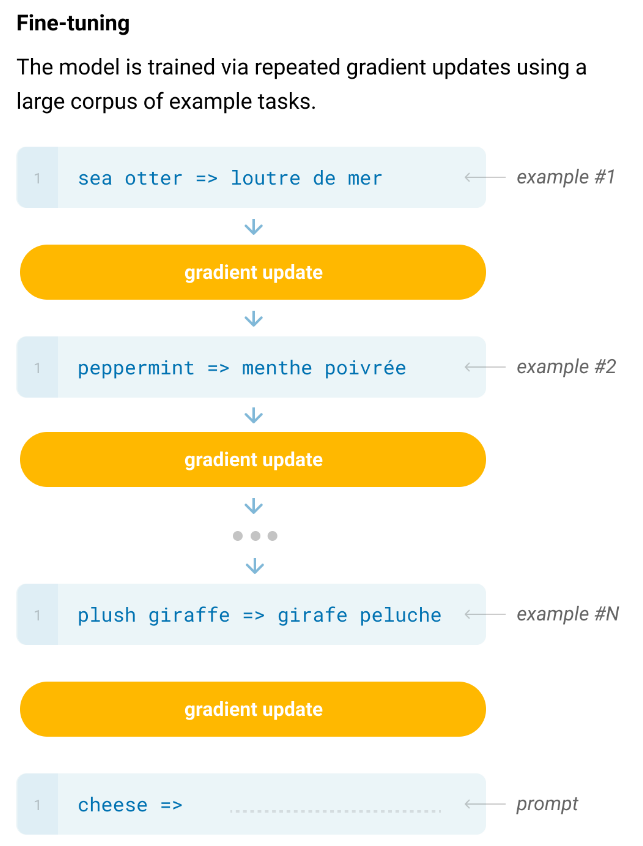 Fine-tuning
The model is trained via repeated gradient updates using a
large corpus of example tasks.
1 sea otter => loutre de mer example #1
gradient update
1 peppermint => menthe poivrée example #2
gradient update
1 plush giraffe => girafe peluche example #N
gradient update
1 cheese => prompt